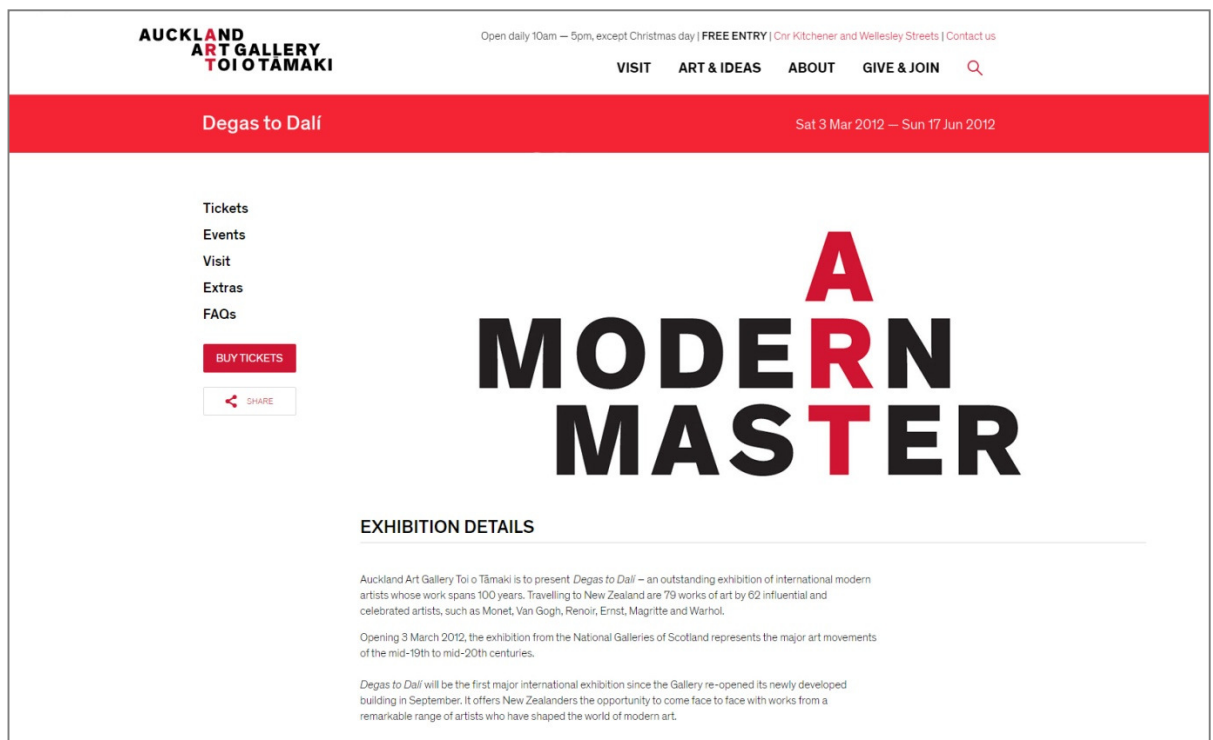 AUCKLAND
ART GALLERY
TOI O TĀMAKI
Open daily 10am — 5pm, except Christmas day | FREE ENTRY | Cnr Kitchener and Wellesley Streets | Contact us
VISIT ART & IDEAS ABOUT GIVE & JOIN
Degas to Dalí
Sat 3 Mar 2012 — Sun 17 Jun 2012
Tickets
Events
Visit
Extras
FAQs
BUY TICKETS
SHARE
A
MODERN
MASTER
EXHIBITION DETAILS
Auckland Art Gallery Toi o Tāmaki is to present Degas to Dalí – an outstanding exhibition of international modern
artists whose work spans 100 years. Travelling to New Zealand are 79 works of art by 62 influential and
celebrated artists, such as Monet, Van Gogh, Renoir, Ernst, Magritte and Warhol.
Opening 3 March 2012, the exhibition from the National Galleries of Scotland represents the major art movements
of the mid-19th to mid-20th centuries.
Degas to Dalí will be the first major international exhibition since the Gallery re-opened its newly developed
building in September. It offers New Zealanders the opportunity to come face to face with works from a
remarkable range of artists who have shaped the world of modern art.